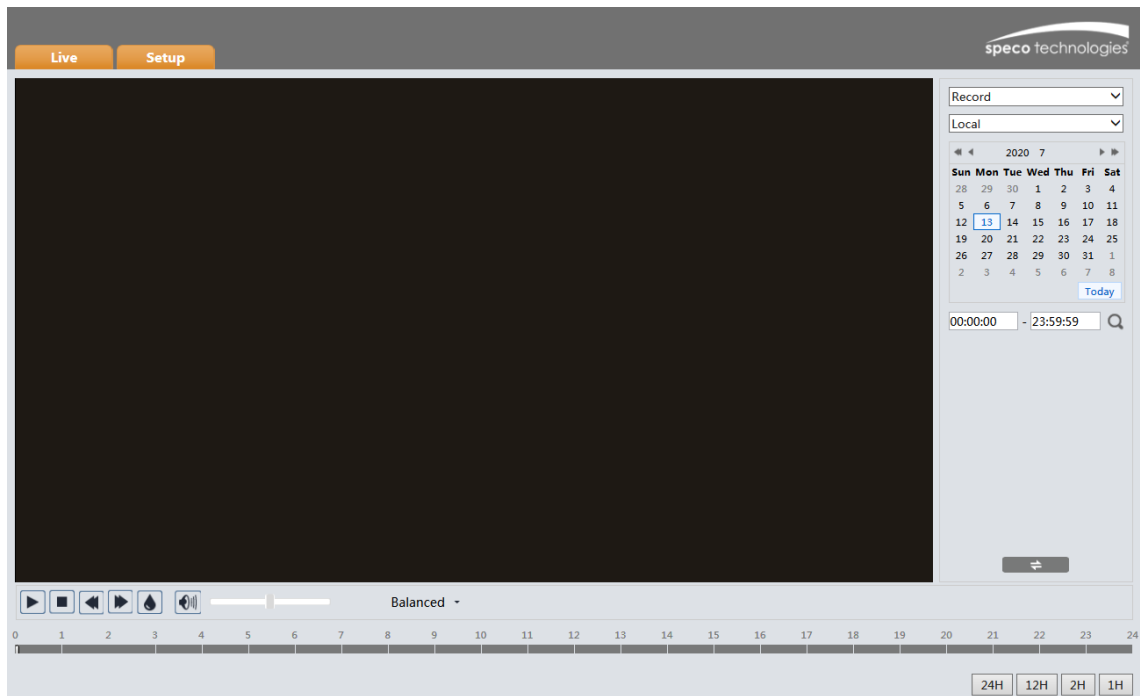 Live Setup
speco technologies
Record
Local
2020 7
Sun Mon Tue Wed Thu Fri Sat
28 29 30 1 2 3 4
5 6 7 8 9 10 11
12 13 14 15 16 17 18
19 20 21 22 23 24 25
26 27 28 29 30 31 1
2 3 4 5 6 7 8
Today
00:00:00 - 23:59:59
Balanced
0 1 2 3 4 5 6 7 8 9 10 11 12 13 14 15 16 17 18 19 20 21 22 23 24
24H 12H 2H 1H